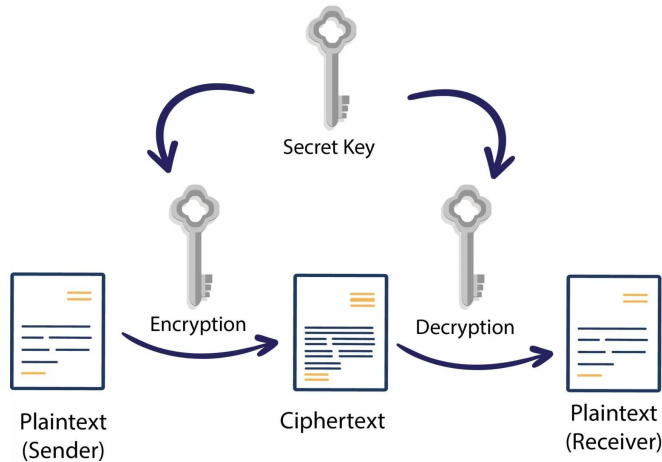 Secret Key
Encryption
Decryption
Plaintext
(Sender)
Ciphertext
Plaintext
(Receiver)